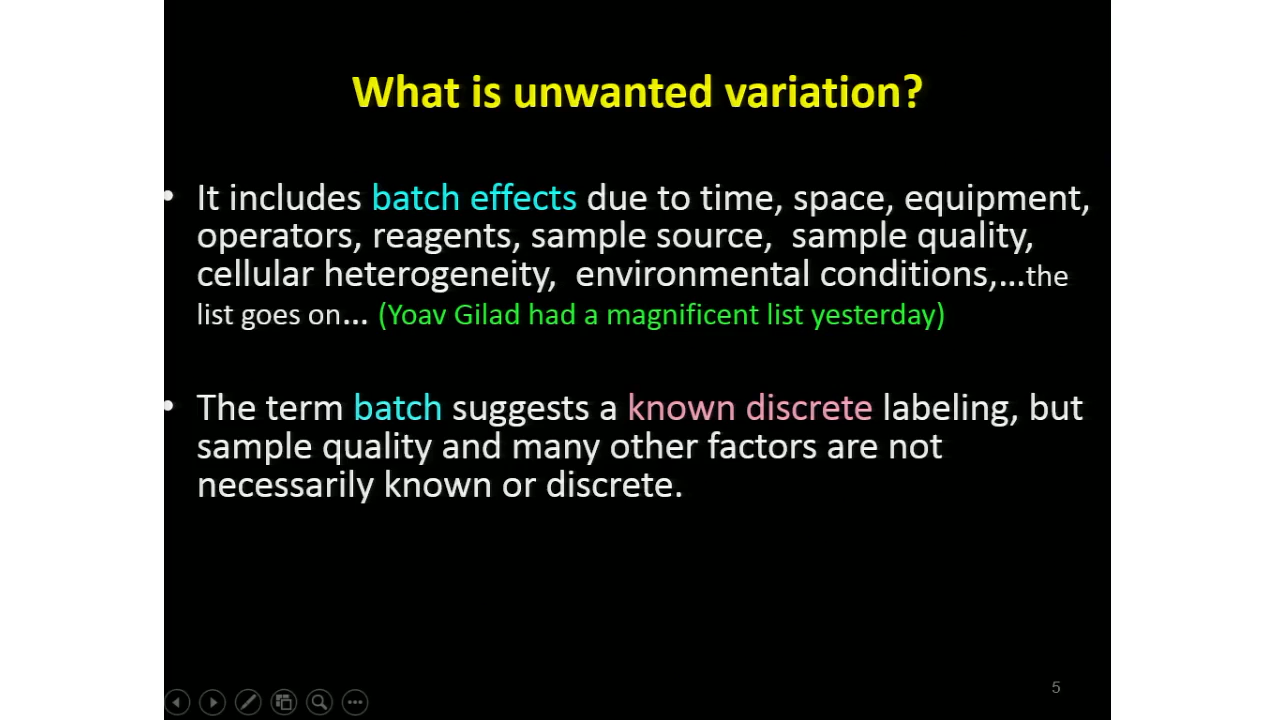 What is unwanted variation?
• It includes batch effects due to time, space, equipment,
operators, reagents, sample source,  sample quality,
cellular heterogeneity,  environmental conditions,...the
list goes on... (Yoav Gilad had a magnificent list yesterday)
• The term batch suggests a known discrete labeling, but
sample quality and many other factors are not
necessarily known or discrete.
5